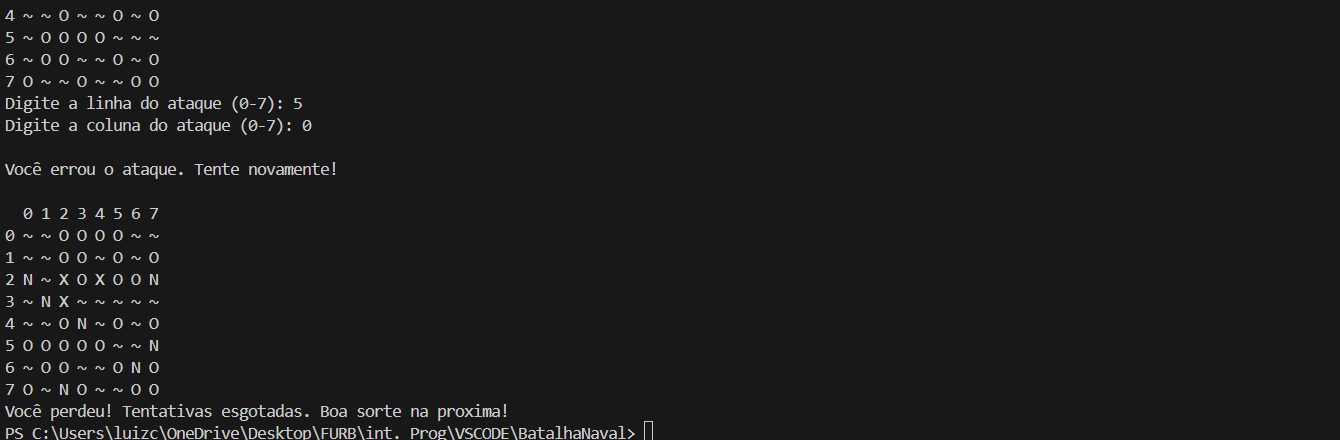 4 ~ ~ O ~ ~ O ~ O
5 ~ O O O O ~ ~ ~
6 ~ O O ~ ~ O ~ O
7 O ~ ~ O ~ ~ O O
Digite a linha do ataque (0-7): 5
Digite a coluna do ataque (0-7): 0
Você errou o ataque. Tente novamente!
0 1 2 3 4 5 6 7
0 ~ ~ O O O O ~ ~
1 ~ ~ O O ~ O ~ O
2 N ~ X O X O O N
3 ~ N X ~ ~ ~ ~ ~
4 ~ ~ O N ~ O ~ O
5 O O O O O ~ ~ N
6 ~ O O ~ ~ O N O
7 O ~ N O ~ ~ O O
Você perdeu! Tentativas esgotadas. Boa sorte na proxima!
PS C:\Users\luizc\OneDrive\Desktop\FURB\int. Prog\VSCODE\BatalhaNaval>